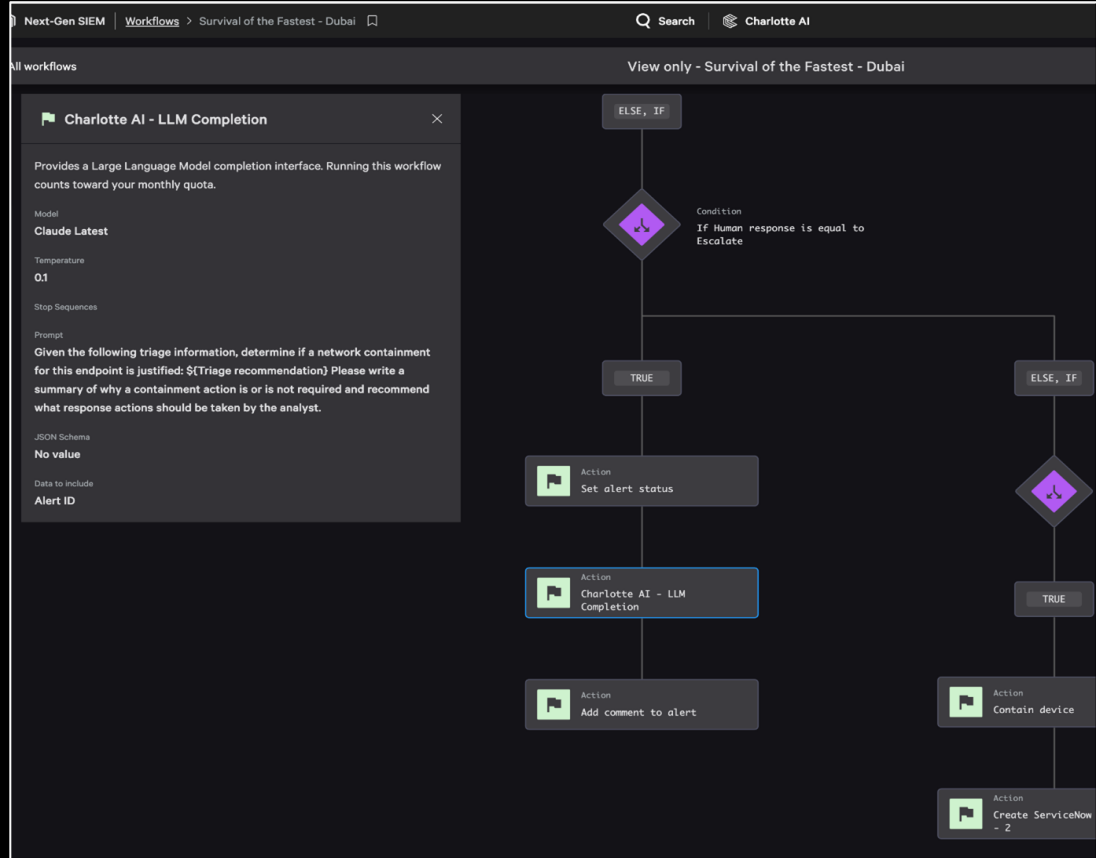 Next-Gen SIEM
Workflows > Survival of the Fastest - Dubai
Search
Charlotte AI
All workflows
View only - Survival of the Fastest - Dubai
Charlotte AI - LLM Completion
Provides a Large Language Model completion interface. Running this workflow
counts toward your monthly quota.
Model
Claude Latest
Temperature
0.1
Stop Sequences
Prompt
Given the following triage information, determine if a network containment
for this endpoint is justified: ${Triage recommendation} Please write a
summary of why a containment action is or is not required and recommend
what response actions should be taken by the analyst.
JSON Schema
No value
Data to include
Alert ID
ELSE, IF
Condition
If Human response is equal to
Escalate
TRUE
ELSE, IF
Action
Set alert status
Action
Charlotte AI - LLM
Completion
TRUE
Action
Add comment to alert
Action
Contain device
Action
Create ServiceNow
- 2